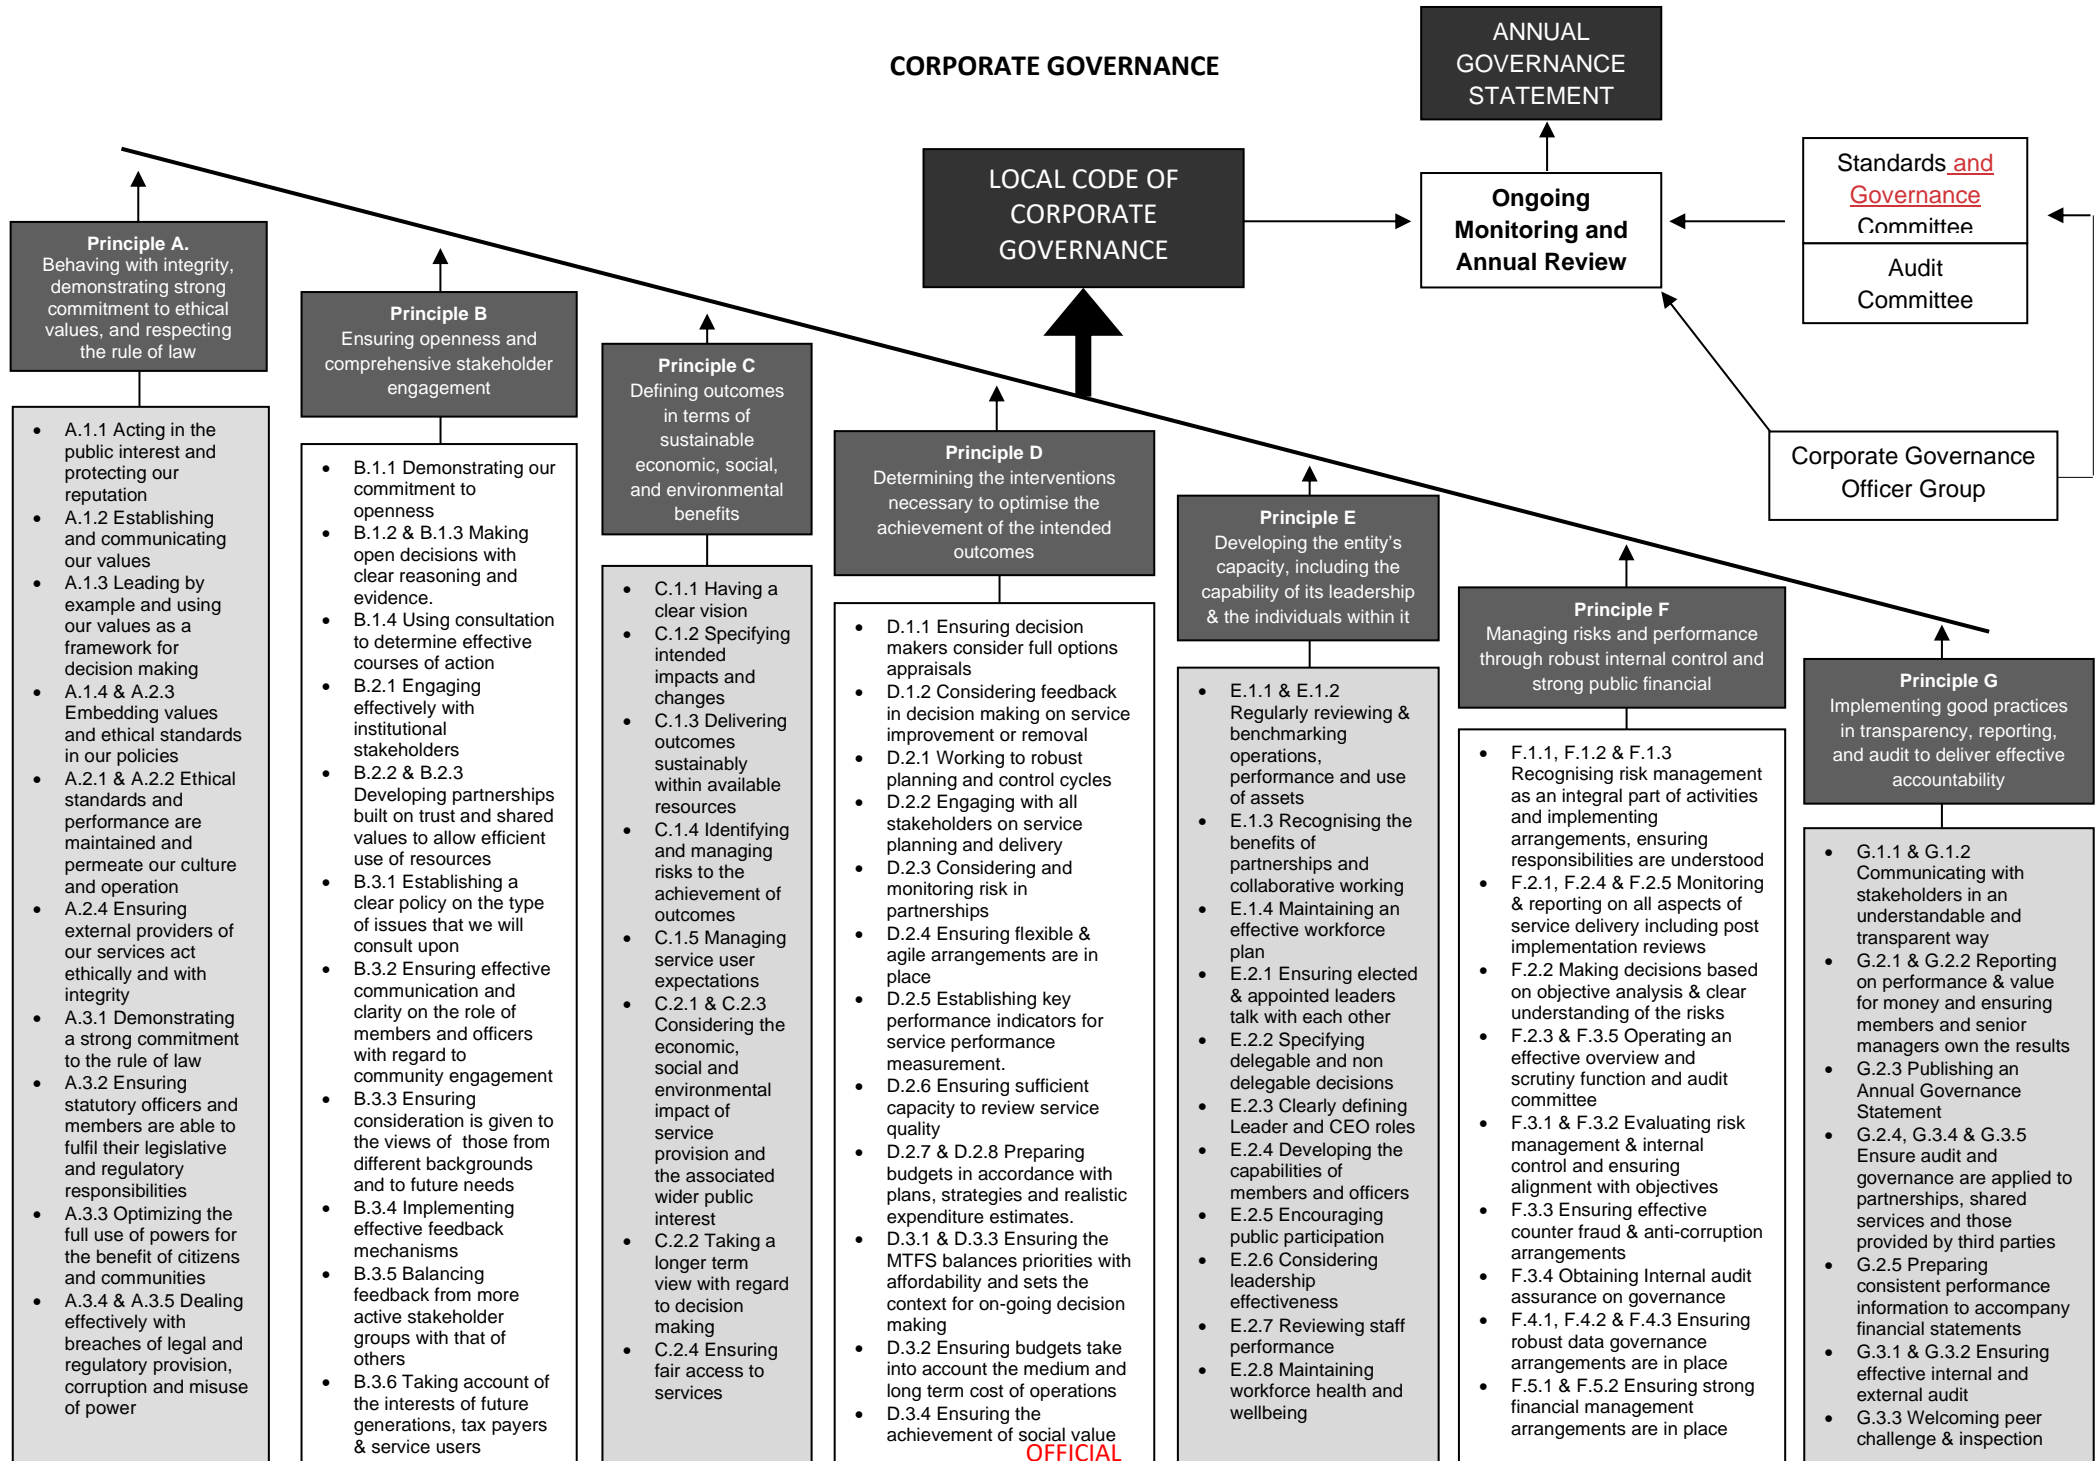 CORPORATE GOVERNANCE
ANNUAL
GOVERNANCE
STATEMENT
LOCAL CODE OF
CORPORATE
GOVERNANCE
Ongoing
Monitoring and
Annual Review
Standards and
Governance
Committee
Audit
Committee
Corporate Governance
Officer Group
Principle A.
Behaving with integrity,
demonstrating strong
commitment to ethical
values, and respecting
the rule of law
• A.1.1 Acting in the
public interest and
protecting our
reputation
• A.1.2 Establishing
and communicating
our values
• A.1.3 Leading by
example and using
our values as a
framework for
decision making
• A.1.4 & A.2.3
Embedding values
and ethical standards
in our policies
• A.2.1 & A.2.2 Ethical
standards and
performance are
maintained and
permeate our culture
and operation
• A.2.4 Ensuring
external providers of
our services act
ethically and with
integrity
• A.3.1 Demonstrating
a strong commitment
to the rule of law
• A.3.2 Ensuring
statutory officers and
members are able to
fulfil their legislative
and regulatory
responsibilities
• A.3.3 Optimizing the
full use of powers for
the benefit of citizens
and communities
• A.3.4 & A.3.5 Dealing
effectively with
breaches of legal and
regulatory provision,
corruption and misuse
of power
Principle B
Ensuring openness and
comprehensive stakeholder
engagement
• B.1.1 Demonstrating our
commitment to
openness
• B.1.2 & B.1.3 Making
open decisions with
clear reasoning and
evidence.
• B.1.4 Using consultation
to determine effective
courses of action
• B.2.1 Engaging
effectively with
institutional
stakeholders
• B.2.2 & B.2.3
Developing partnerships
built on trust and shared
values to allow efficient
use of resources
• B.3.1 Establishing a
clear policy on the type
of issues that we will
consult upon
• B.3.2 Ensuring effective
communication and
clarity on the role of
members and officers
with regard to
community engagement
• B.3.3 Ensuring
consideration is given to
the views of those from
different backgrounds
and to future needs
• B.3.4 Implementing
effective feedback
mechanisms
• B.3.5 Balancing
feedback from more
active stakeholder
groups with that of
others
• B.3.6 Taking account of
the interests of future
generations, tax payers
& service users
Principle C
Defining outcomes
in terms of
sustainable
economic, social,
and environmental
benefits
• C.1.1 Having a
clear vision
• C.1.2 Specifying
intended
impacts and
changes
• C.1.3 Delivering
outcomes
sustainably
within available
resources
• C.1.4 Identifying
and managing
risks to the
achievement of
outcomes
• C.1.5 Managing
service user
expectations
• C.2.1 & C.2.3
Considering the
economic,
social and
environmental
impact of
service
provision and
the associated
wider public
interest
• C.2.2 Taking a
longer term
view with regard
to decision
making
• C.2.4 Ensuring
fair access to
services
Principle D
Determining the interventions
necessary to optimise the
achievement of the intended
outcomes
• D.1.1 Ensuring decision
makers consider full options
appraisals
• D.1.2 Considering feedback
in decision making on service
improvement or removal
• D.2.1 Working to robust
planning and control cycles
• D.2.2 Engaging with all
stakeholders on service
planning and delivery
• D.2.3 Considering and
monitoring risk in
partnerships
• D.2.4 Ensuring flexible &
agile arrangements are in
place
• D.2.5 Establishing key
performance indicators for
service performance
measurement.
• D.2.6 Ensuring sufficient
capacity to review service
quality
• D.2.7 & D.2.8 Preparing
budgets in accordance with
plans, strategies and realistic
expenditure estimates.
• D.3.1 & D.3.3 Ensuring the
MTFS balances priorities with
affordability and sets the
context for on-going decision
making
• D.3.2 Ensuring budgets take
into account the medium and
long term cost of operations
• D.3.4 Ensuring the
achievement of social value
Principle E
Developing the entity's
capacity, including the
capability of its leadership
& the individuals within it
• E.1.1 & E.1.2
Regularly reviewing &
benchmarking
operations,
performance and use
of assets
• E.1.3 Recognising the
benefits of
partnerships and
collaborative working
• E.1.4 Maintaining an
effective workforce
plan
• E.2.1 Ensuring elected
& appointed leaders
talk with each other
• E.2.2 Specifying
delegable and non
delegable decisions
• E.2.3 Clearly defining
Leader and CEO roles
• E.2.4 Developing the
capabilities of
members and officers
• E.2.5 Encouraging
public participation
• E.2.6 Considering
leadership
effectiveness
• E.2.7 Reviewing staff
performance
• E.2.8 Maintaining
workforce health and
wellbeing
Principle F
Managing risks and performance
through robust internal control and
strong public financial
• F.1.1, F.1.2 & F.1.3
Recognising risk management
as an integral part of activities
and implementing
arrangements, ensuring
responsibilities are understood
• F.2.1, F.2.4 & F.2.5 Monitoring
& reporting on all aspects of
service delivery including post
implementation reviews
• F.2.2 Making decisions based
on objective analysis & clear
understanding of the risks
• F.2.3 & F.3.5 Operating an
effective overview and
scrutiny function and audit
committee
• F.3.1 & F.3.2 Evaluating risk
management & internal
control and ensuring
alignment with objectives
• F.3.3 Ensuring effective
counter fraud & anti-corruption
arrangements
• F.3.4 Obtaining Internal audit
assurance on governance
• F.4.1, F.4.2 & F.4.3 Ensuring
robust data governance
arrangements are in place
• F.5.1 & F.5.2 Ensuring strong
financial management
arrangements are in place
Principle G
Implementing good practices
in transparency, reporting,
and audit to deliver effective
accountability
• G.1.1 & G.1.2
Communicating with
stakeholders in an
understandable and
transparent way
• G.2.1 & G.2.2 Reporting
on performance & value
for money and ensuring
members and senior
managers own the results
• G.2.3 Publishing an
Annual Governance
Statement
• G.2.4, G.3.4 & G.3.5
Ensure audit and
governance are applied to
partnerships, shared
services and those
provided by third parties
• G.2.5 Preparing
consistent performance
information to accompany
financial statements
• G.3.1 & G.3.2 Ensuring
effective internal and
external audit
• G.3.3 Welcoming peer
challenge & inspection
OFFICIAL